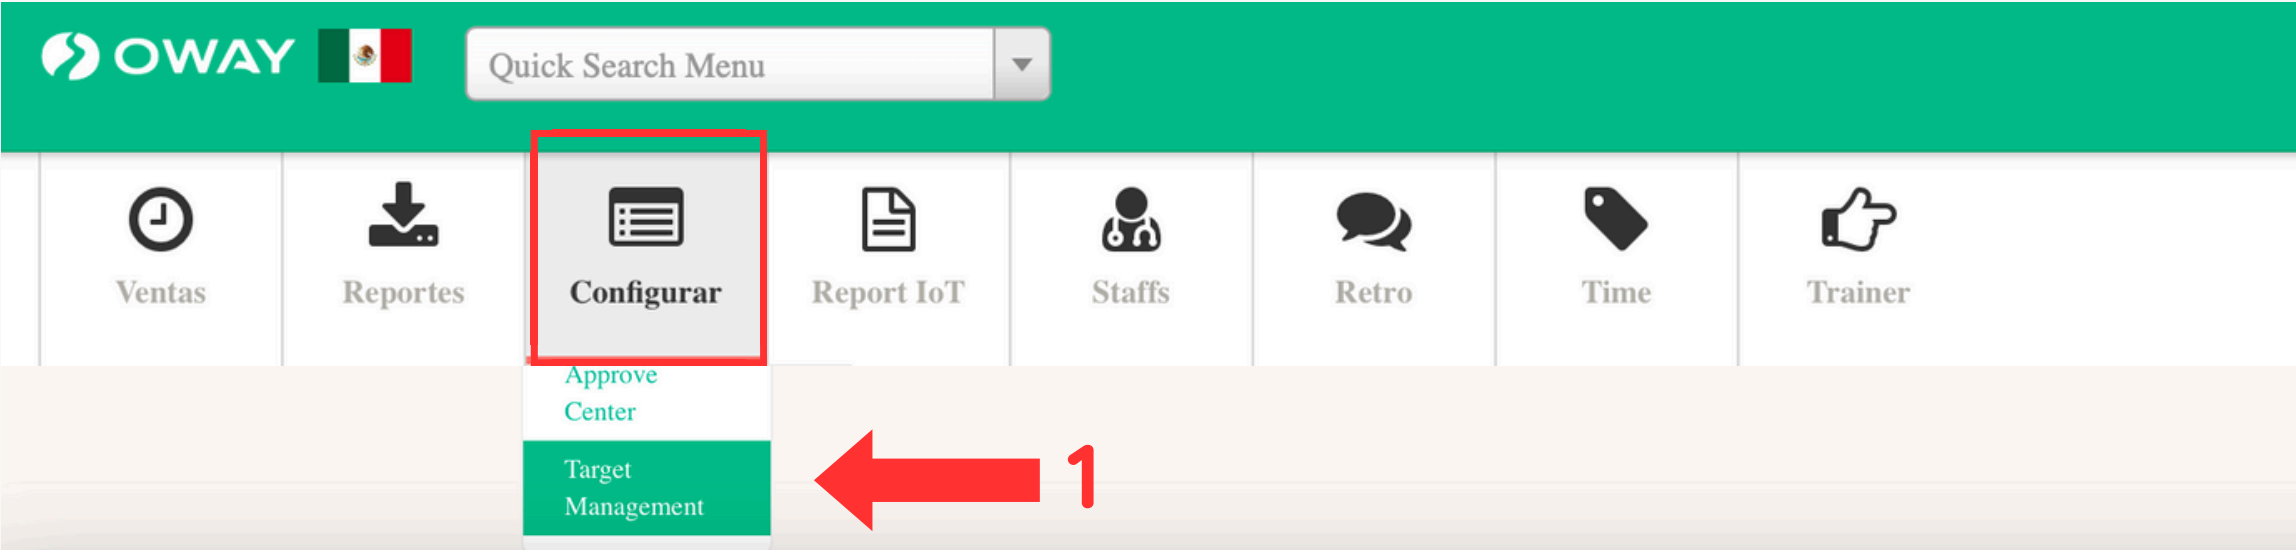 OWAY
Quick Search Menu
Ventas
Reportes
Configurar
Report IoT
Staffs
Retro
Time
Trainer
Approve
Center
Target
Management
1